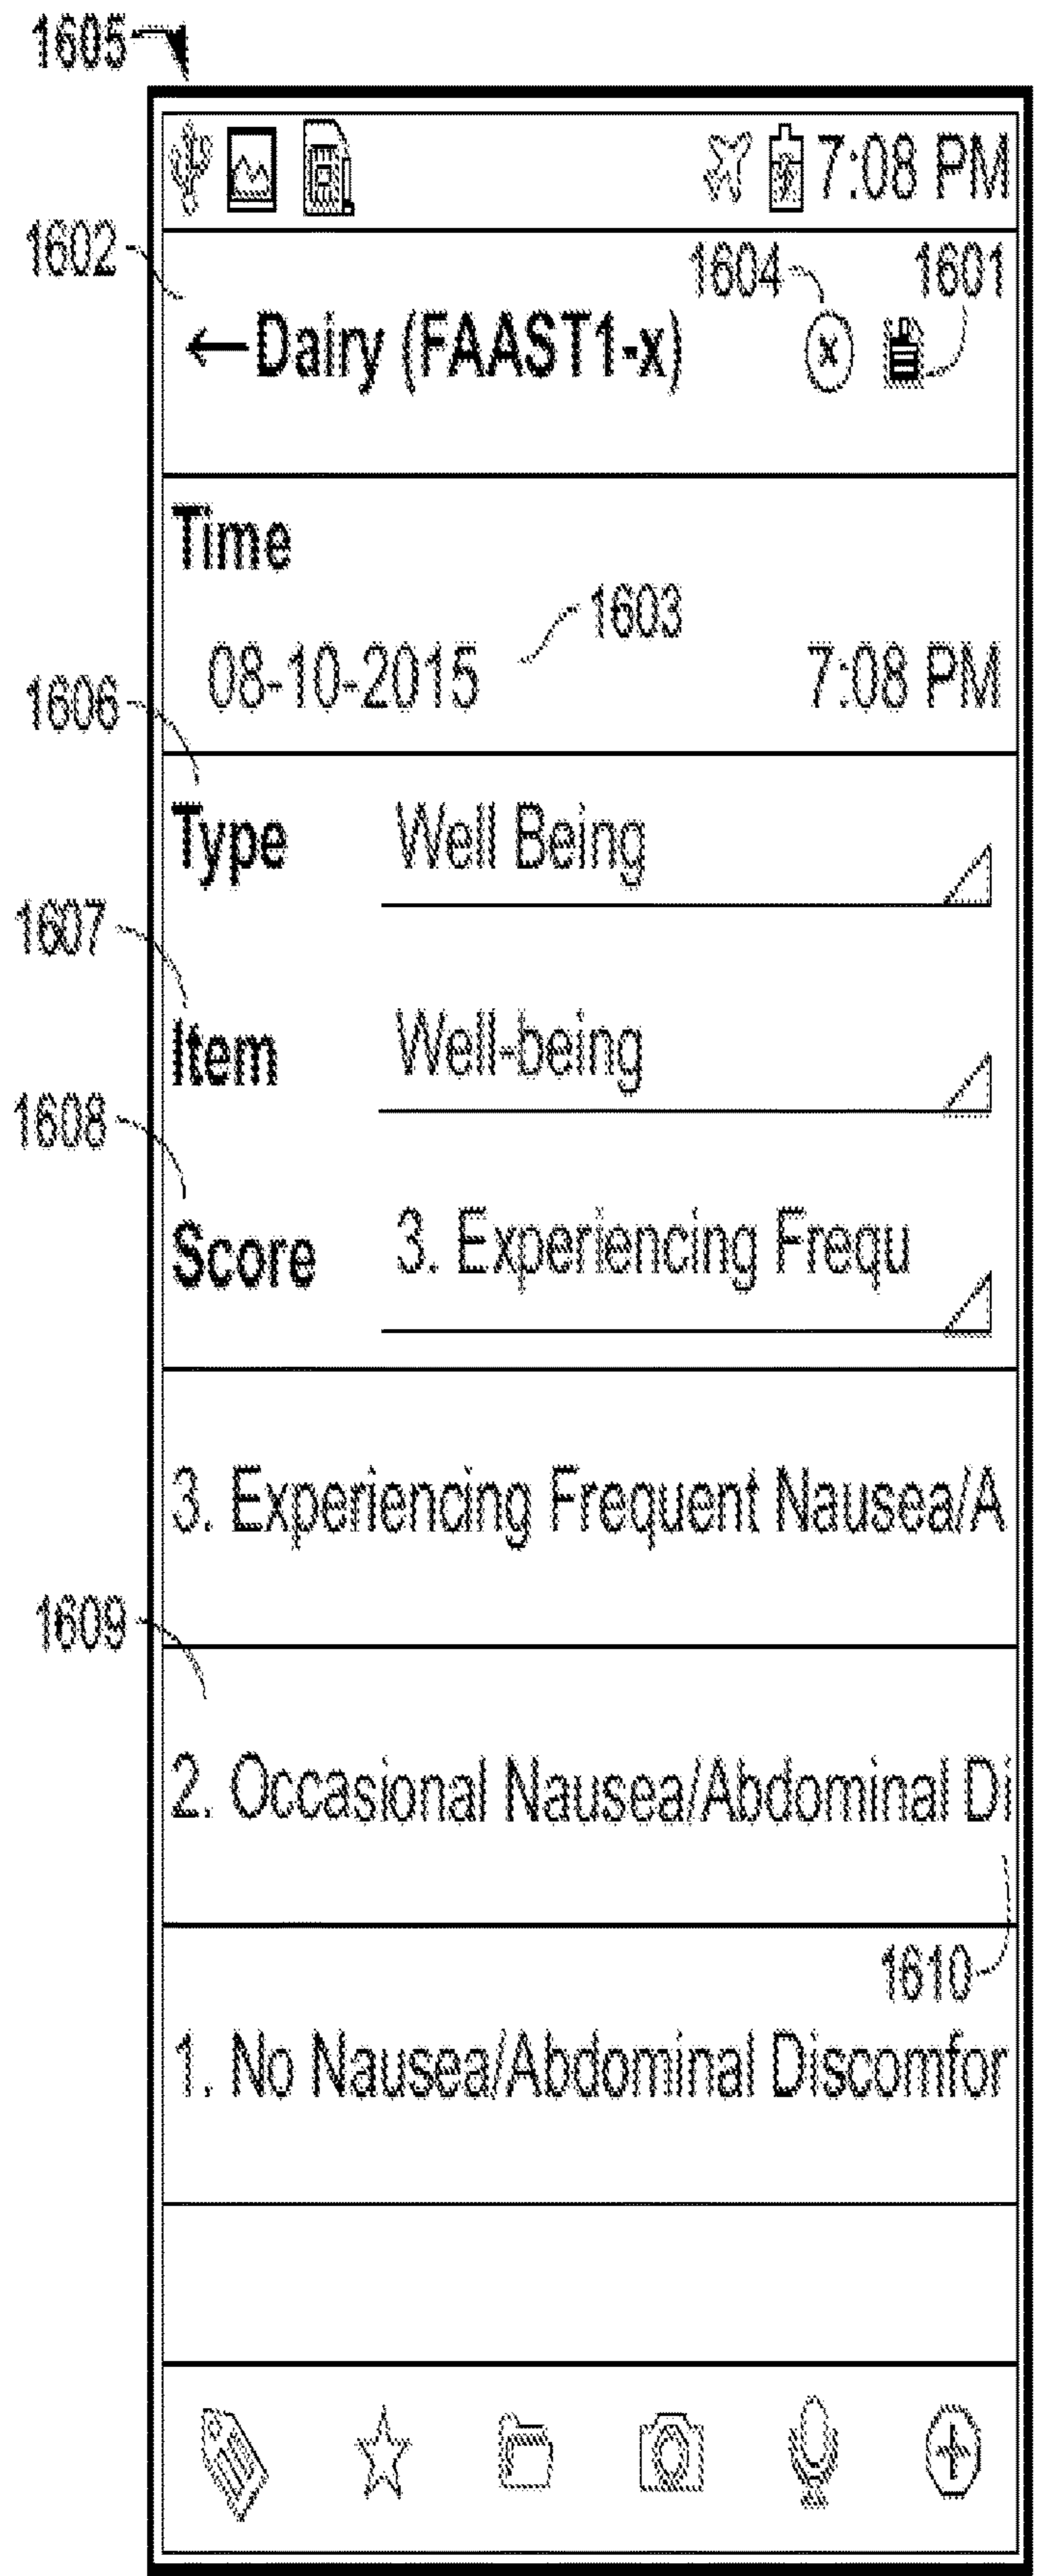 1605
7:08 PM
1602
1604
1601
←Dairy (FAAST1-x)
x
Time
1603
08-10-2015 7:08 PM
1606
Type Well Being
1607
Item Well-being
1608
Score 3. Experiencing Frequ
3. Experiencing Frequent Nausea/A
1609
2. Occasional Nausea/Abdominal Di
1610
1. No Nausea/Abdominal Discomfor